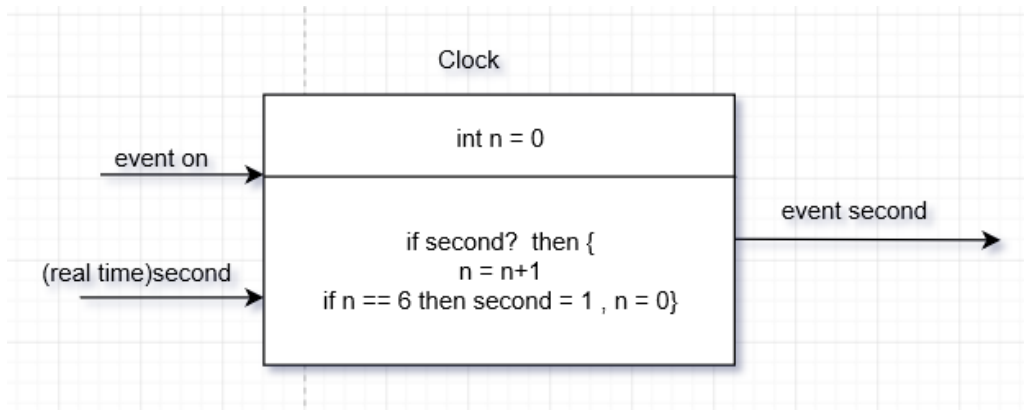 Clock
int n = 0
event on
event second
if second?  then {
(real time)second
n = n+1
if n == 6 then second = 1 , n = 0}